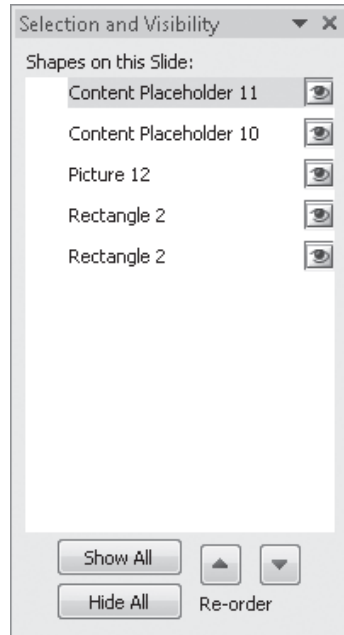 Selection and Visibility
Shapes on this Slide:
Content Placeholder 11
Content Placeholder 10
Picture 12
Rectangle 2
Rectangle 2
Show All
Hide All
Re-order